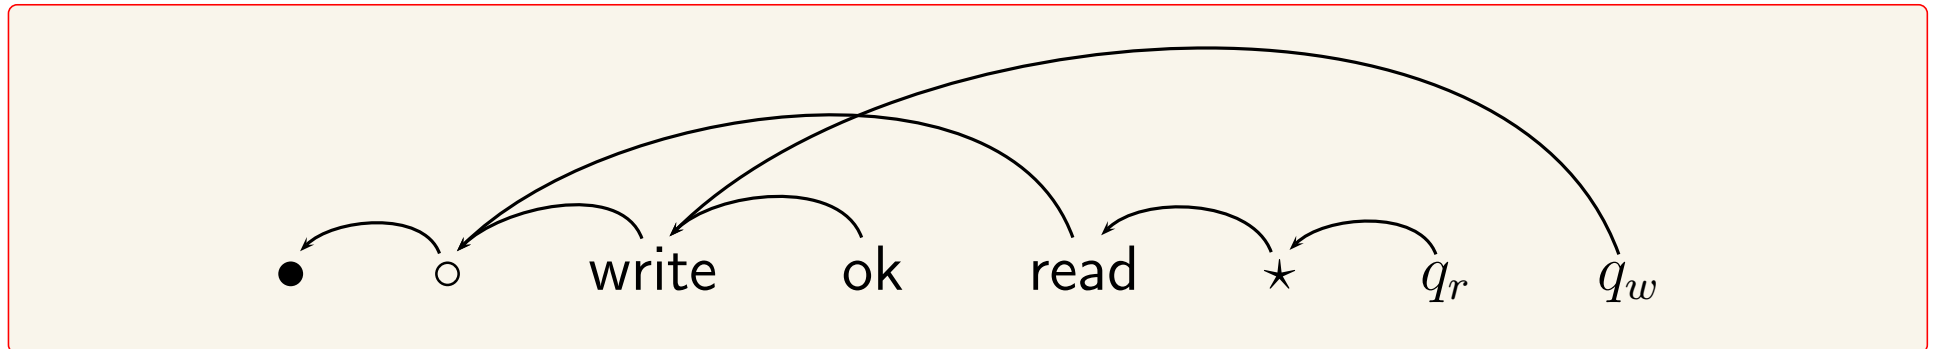 ● ○ write ok read ⋆ q_r q_w